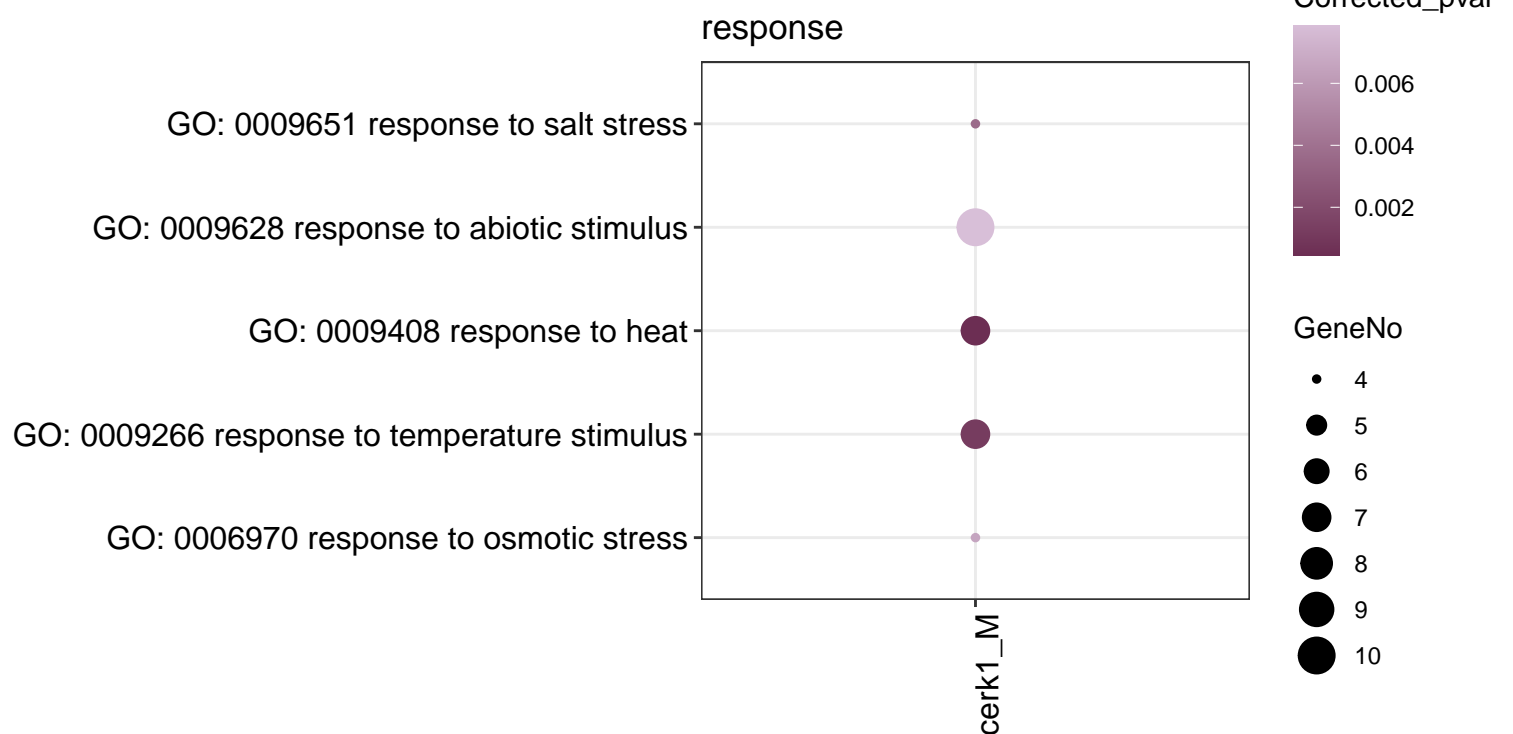 response
GO: 0009651 response to salt stress
GO: 0009628 response to abiotic stimulus
GO: 0009408 response to heat
GO: 0009266 response to temperature stimulus
GO: 0006970 response to osmotic stress
cerk1_M
Corrected_pval
0.006
0.004
0.002
GeneNo
4
5
6
7
8
9
10